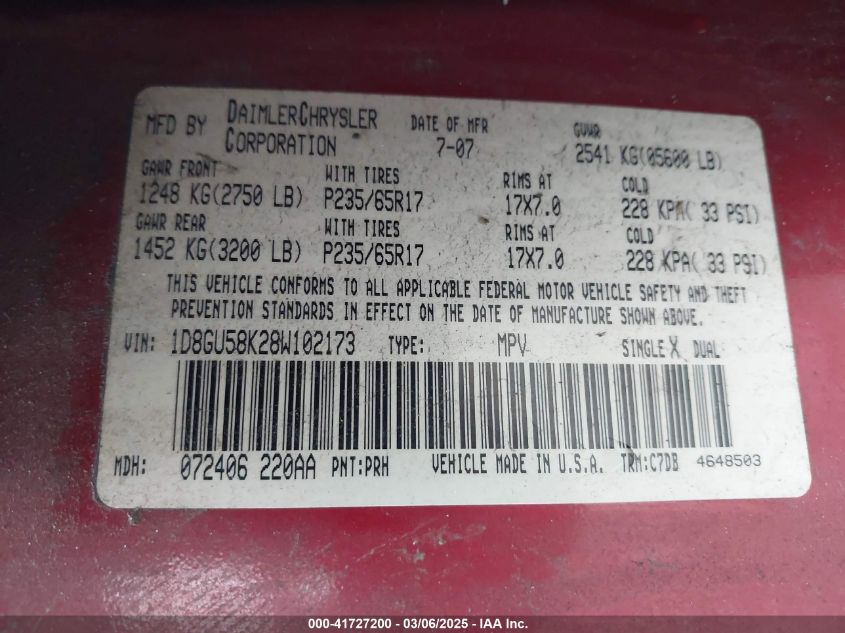 MFD BY DAIMLERCHRYSLER CORPORATION DATE OF MFR 7-07 GVWR 2541 KG(05600 LB)
GAWR FRONT WITH TIRES RIMS AT COLD
1248 KG(2750 LB) P235/65R17 17X7.0 228 KPA( 33 PSI)
GAWR REAR WITH TIRES RIMS AT COLD
1452 KG(3200 LB) P235/65R17 17X7.0 228 KPA( 33 PSI)
THIS VEHICLE CONFORMS TO ALL APPLICABLE FEDERAL MOTOR VEHICLE SAFETY AND THEFT
PREVENTION STANDARDS IN EFFECT ON THE DATE OF MANUFACTURE SHOWN ABOVE.
VIN: 1D8GU58K28W102173 TYPE: MPV SINGLE X DUAL
MDH: 072406 220AA PNT:PRH VEHICLE MADE IN U.S.A. TRM:C7DB 4648503
000-41727200 - 03/06/2025 - IAA Inc.